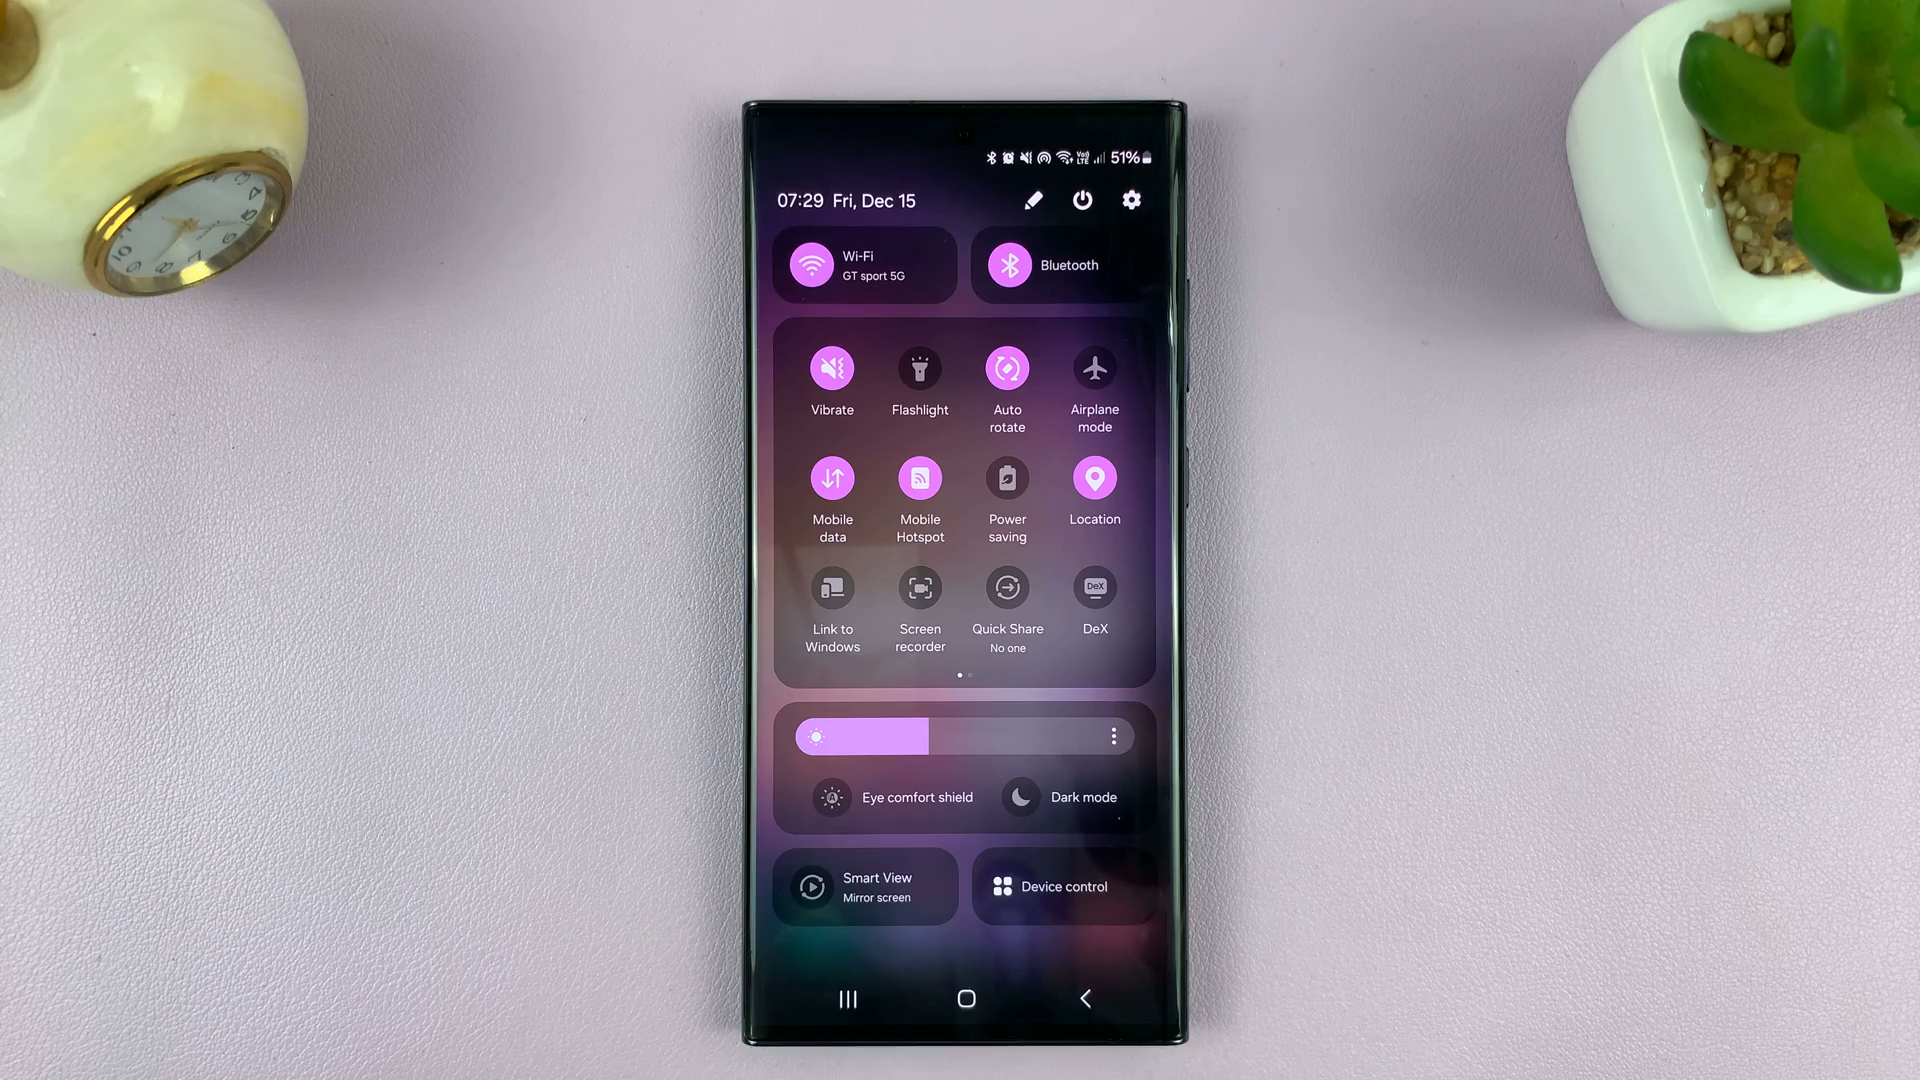 51%
07:29 Fri, Dec 15
Wi-Fi
GT sport 5G
Bluetooth
Vibrate
Flashlight
Auto
rotate
Airplane
mode
Mobile
data
Mobile
Hotspot
Power
saving
Location
DeX
Link to
Windows
Screen
recorder
Quick Share
No one
DeX
Eye comfort shield
Dark mode
Smart View
Mirror screen
Device control